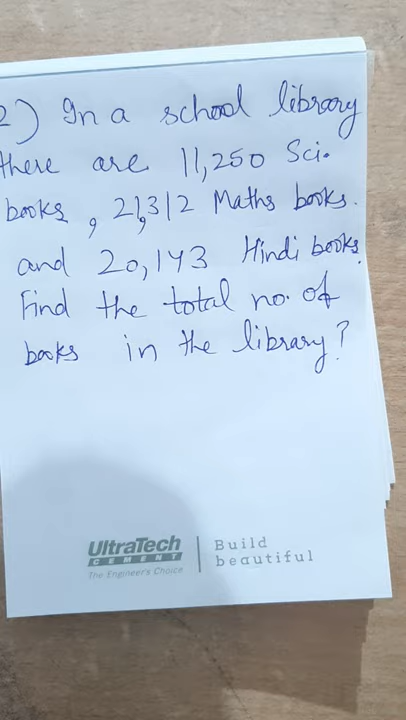 2) In a school library
there are 11,250 Sci.
books, 21,312 Maths books.
and 20,143 Hindi books.
Find the total no. of
books in the library?
UltraTech
CEMENT
The Engineer's Choice
Build
beautiful